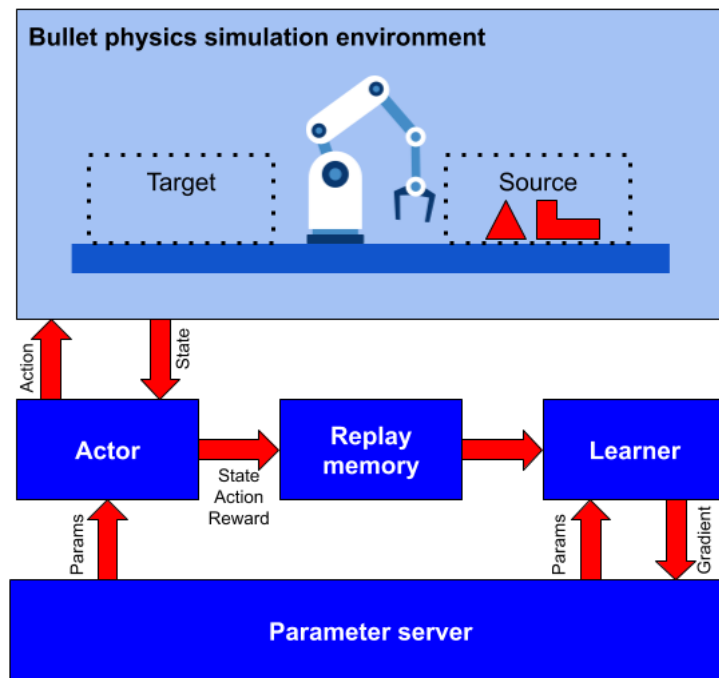 Bullet physics simulation environment
Target
Source
Action
State
Actor
Replay
memory
Learner
State
Action
Reward
Params
Params
Gradient
Parameter server